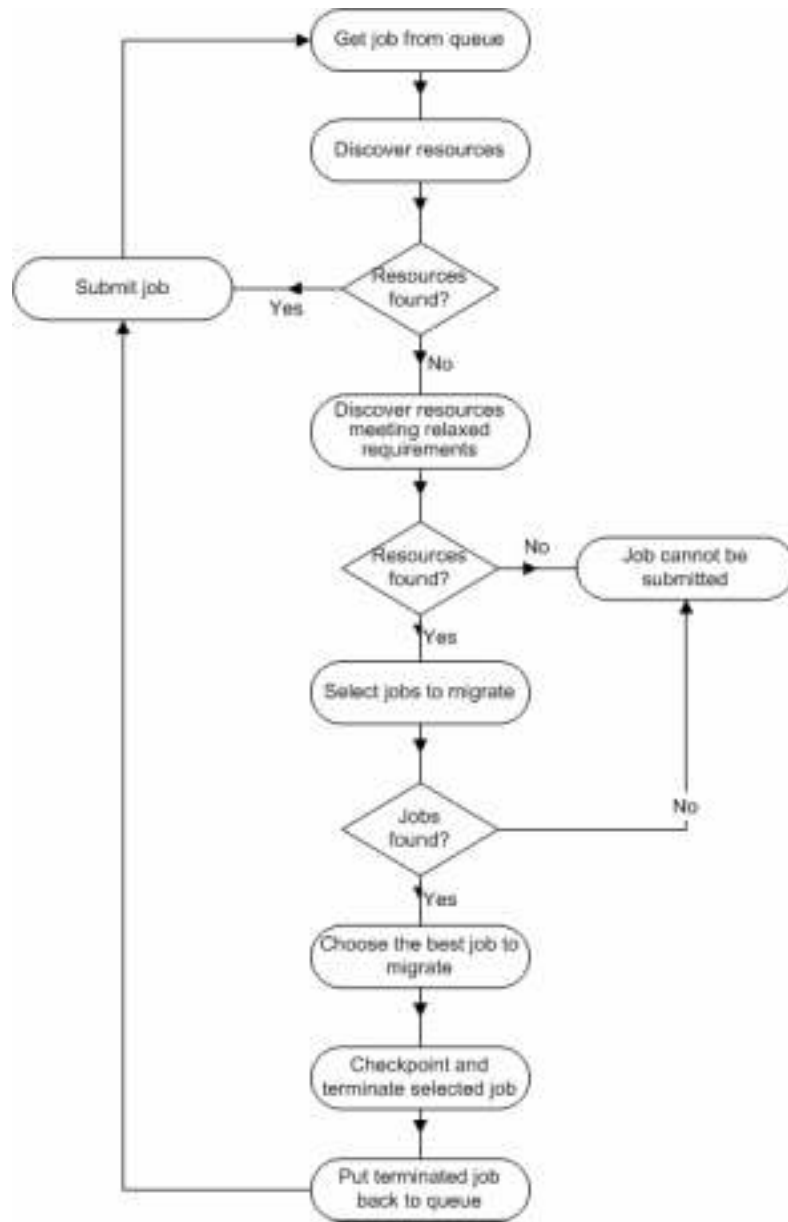 Get job from queue
Discover resources
Resources
found?
Submit job
Yes
No
Discover resources
meeting relaxed
requirements
Resources
found?
No
Job cannot be
submitted
Yes
Select jobs to migrate
Jobs
found?
No
Yes
Choose the best job to
migrate
Checkpoint and
terminate selected job
Put terminated job
back to queue